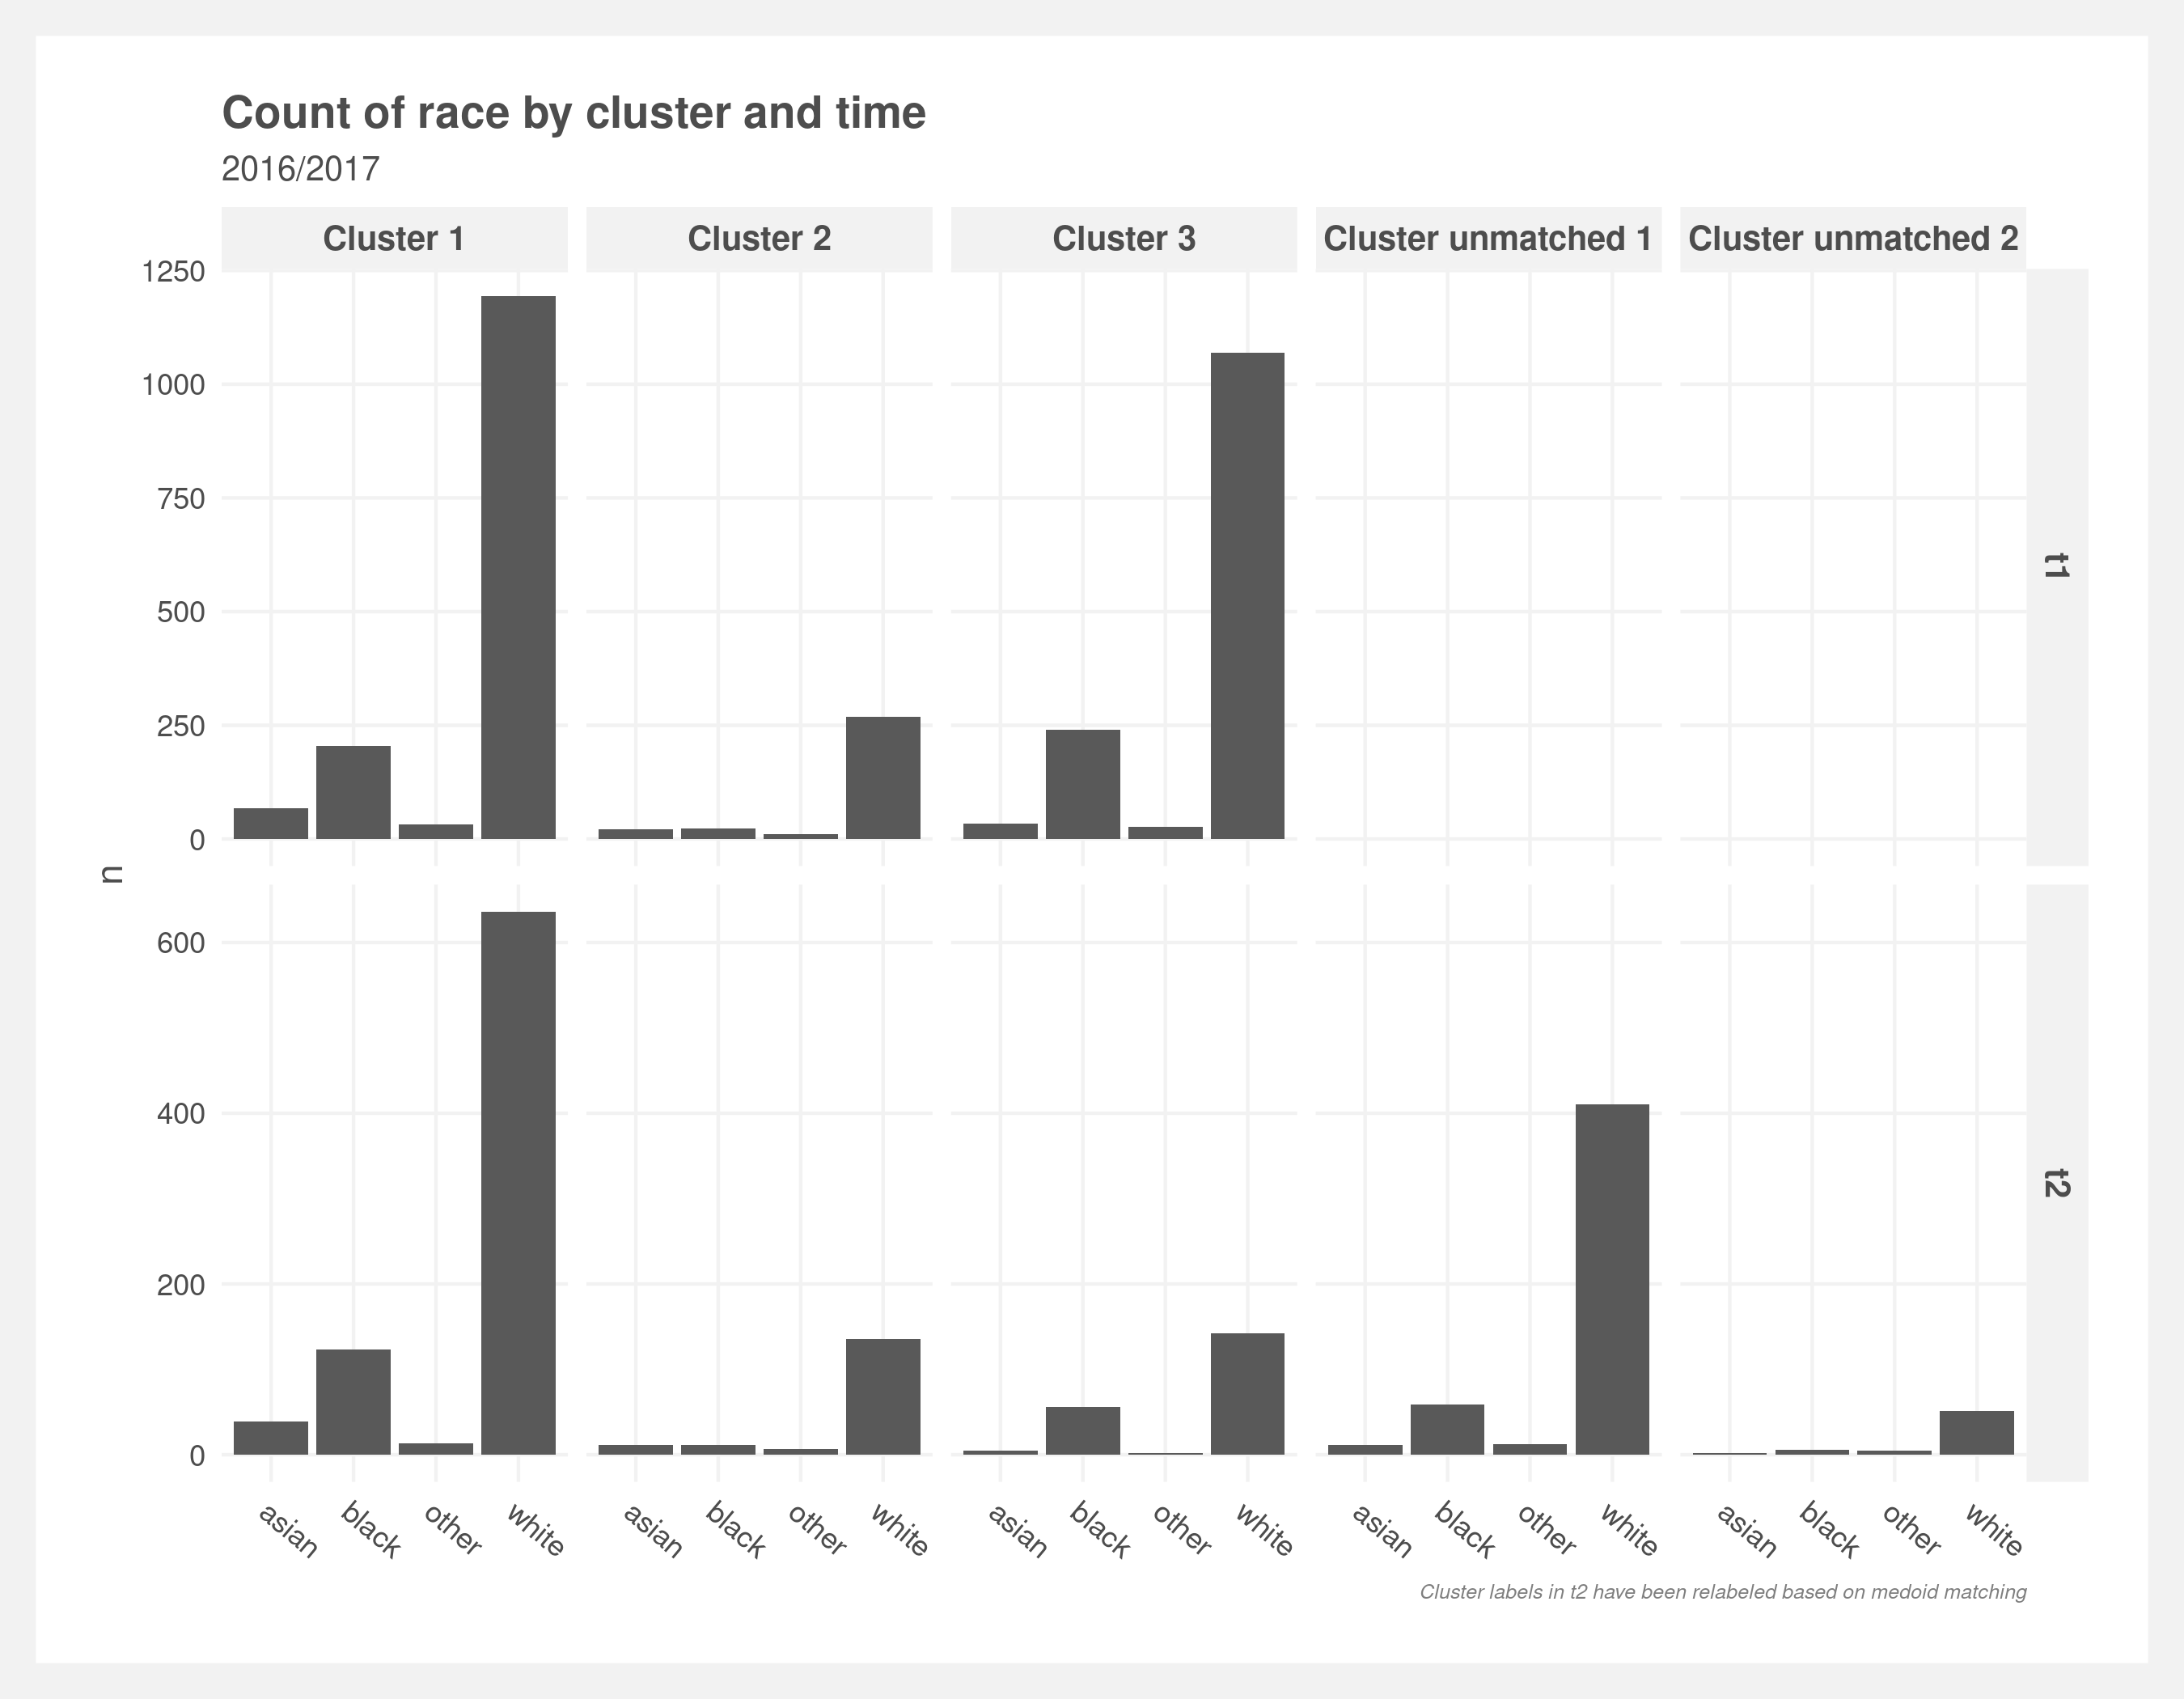 Count of race by cluster and time
2016/2017
Cluster 1
Cluster 2
Cluster 3
Cluster unmatched 1
Cluster unmatched 2
1250
1000
750
500
250
0
t1
n
600
400
200
0
t2
asian black other white
asian black other white
asian black other white
asian black other white
asian black other white
Cluster labels in t2 have been relabeled based on medoid matching